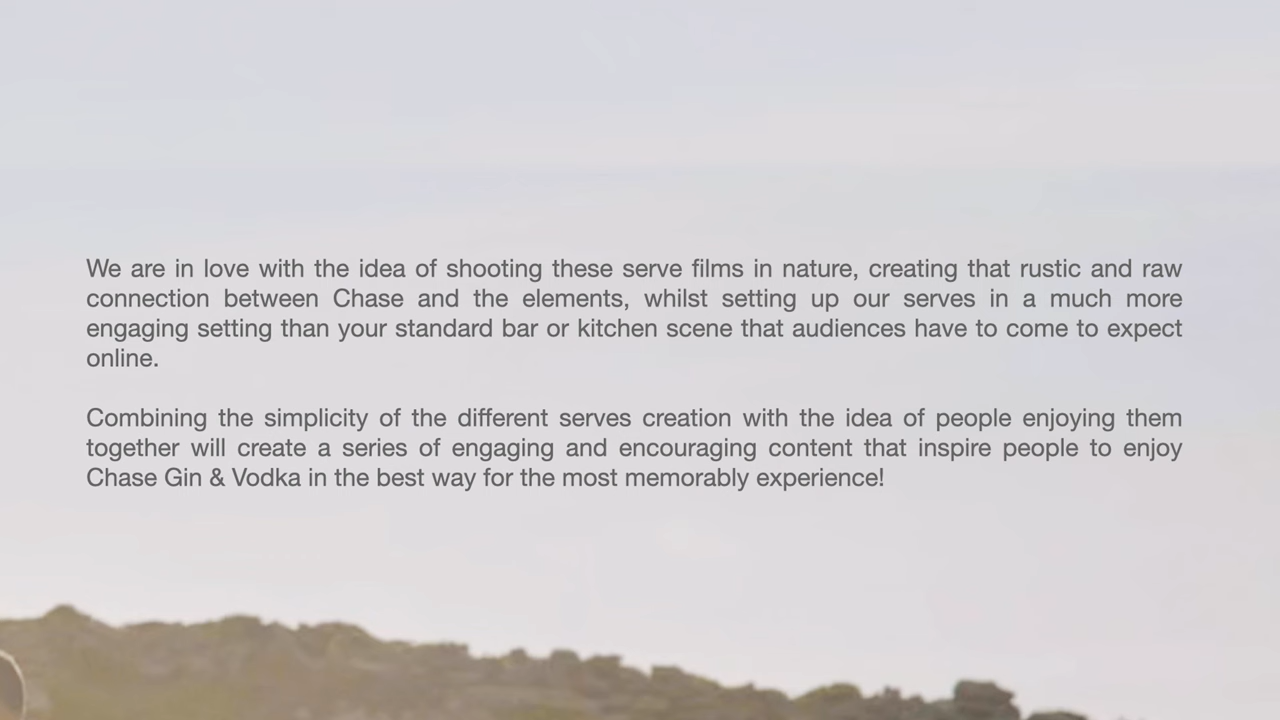 We are in love with the idea of shooting these serve films in nature, creating that rustic and raw
connection between Chase and the elements, whilst setting up our serves in a much more
engaging setting than your standard bar or kitchen scene that audiences have to come to expect
online.
Combining the simplicity of the different serves creation with the idea of people enjoying them
together will create a series of engaging and encouraging content that inspire people to enjoy
Chase Gin & Vodka in the best way for the most memorably experience!